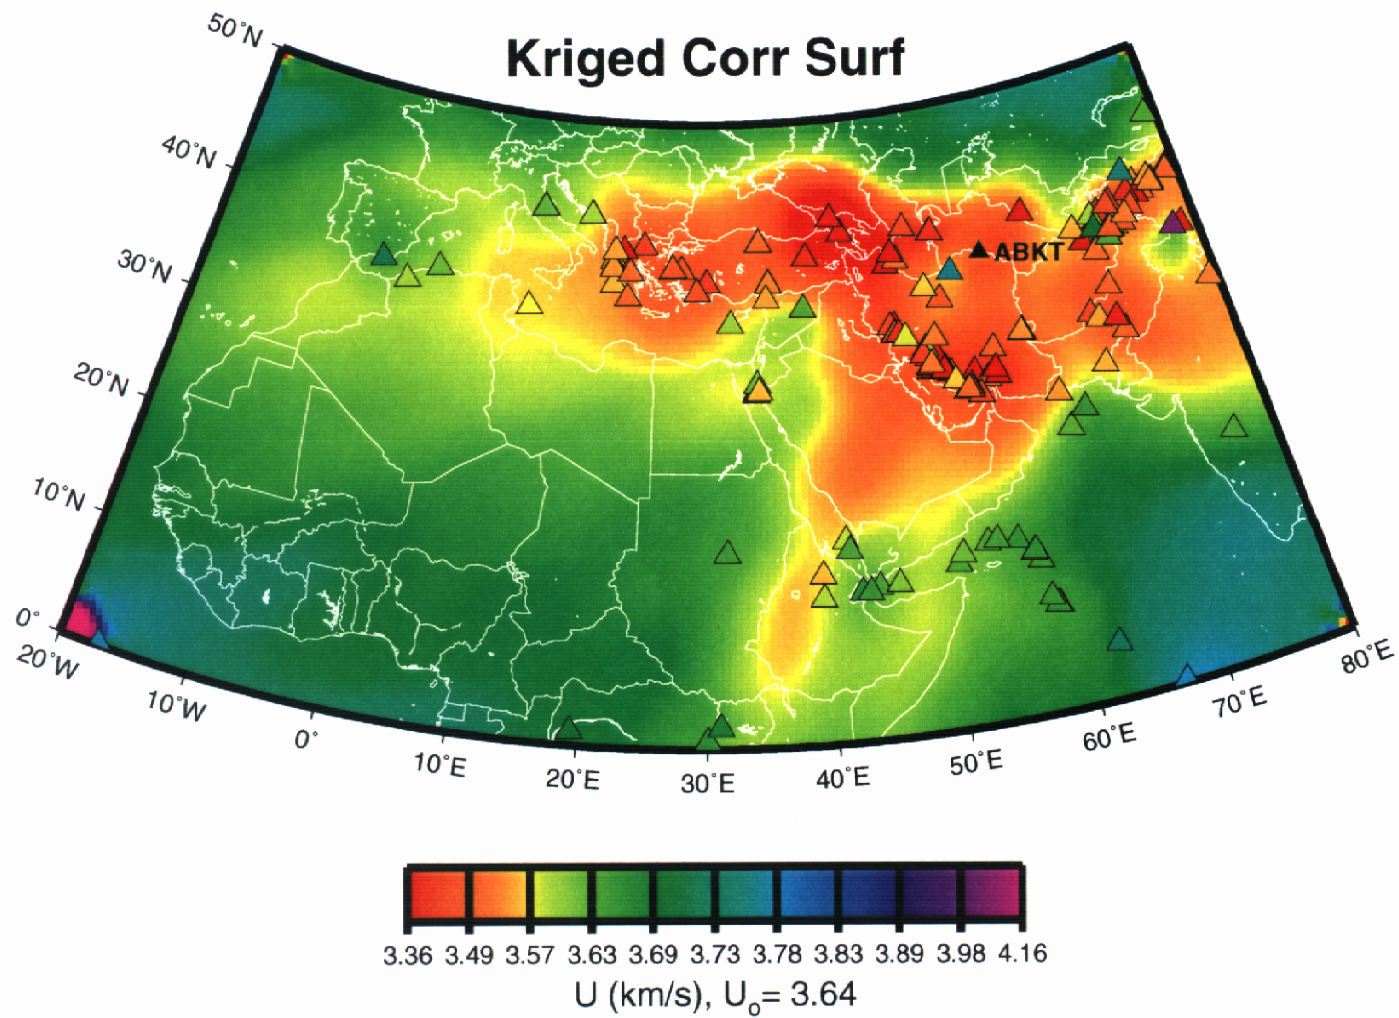 Kriged Corr Surf
50°N
40°N
30°N
20°N
10°N
0°
ABKT
20°W
10°W
0°
10°E
20°E
30°E
40°E
50°E
60°E
70°E
80°E
3.36 3.49 3.57 3.63 3.69 3.73 3.78 3.83 3.89 3.98 4.16
U (km/s), Uo= 3.64